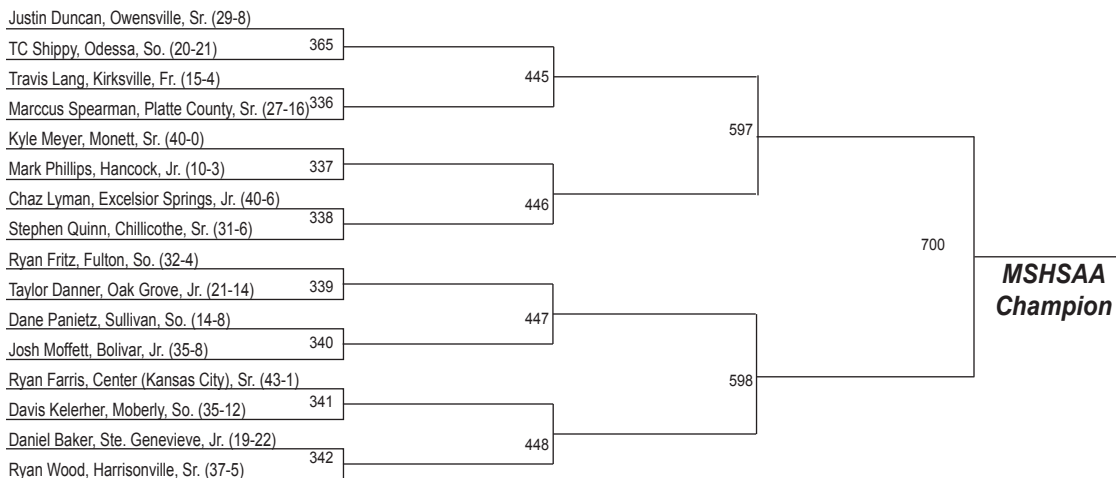 Justin Duncan, Owensville, Sr. (29-8)
365
TC Shippy, Odessa, So. (20-21)
445
Travis Lang, Kirksville, Fr. (15-4)
336
Marccus Spearman, Platte County, Sr. (27-16)
597
Kyle Meyer, Monett, Sr. (40-0)
337
Mark Phillips, Hancock, Jr. (10-3)
446
Chaz Lyman, Excelsior Springs, Jr. (40-6)
338
Stephen Quinn, Chillicothe, Sr. (31-6)
700
MSHSAA
Champion
Ryan Fritz, Fulton, So. (32-4)
339
Taylor Danner, Oak Grove, Jr. (21-14)
447
Dane Panietz, Sullivan, So. (14-8)
340
Josh Moffett, Bolivar, Jr. (35-8)
598
Ryan Farris, Center (Kansas City), Sr. (43-1)
341
Davis Kelerher, Moberly, So. (35-12)
448
Daniel Baker, Ste. Genevieve, Jr. (19-22)
342
Ryan Wood, Harrisonville, Sr. (37-5)